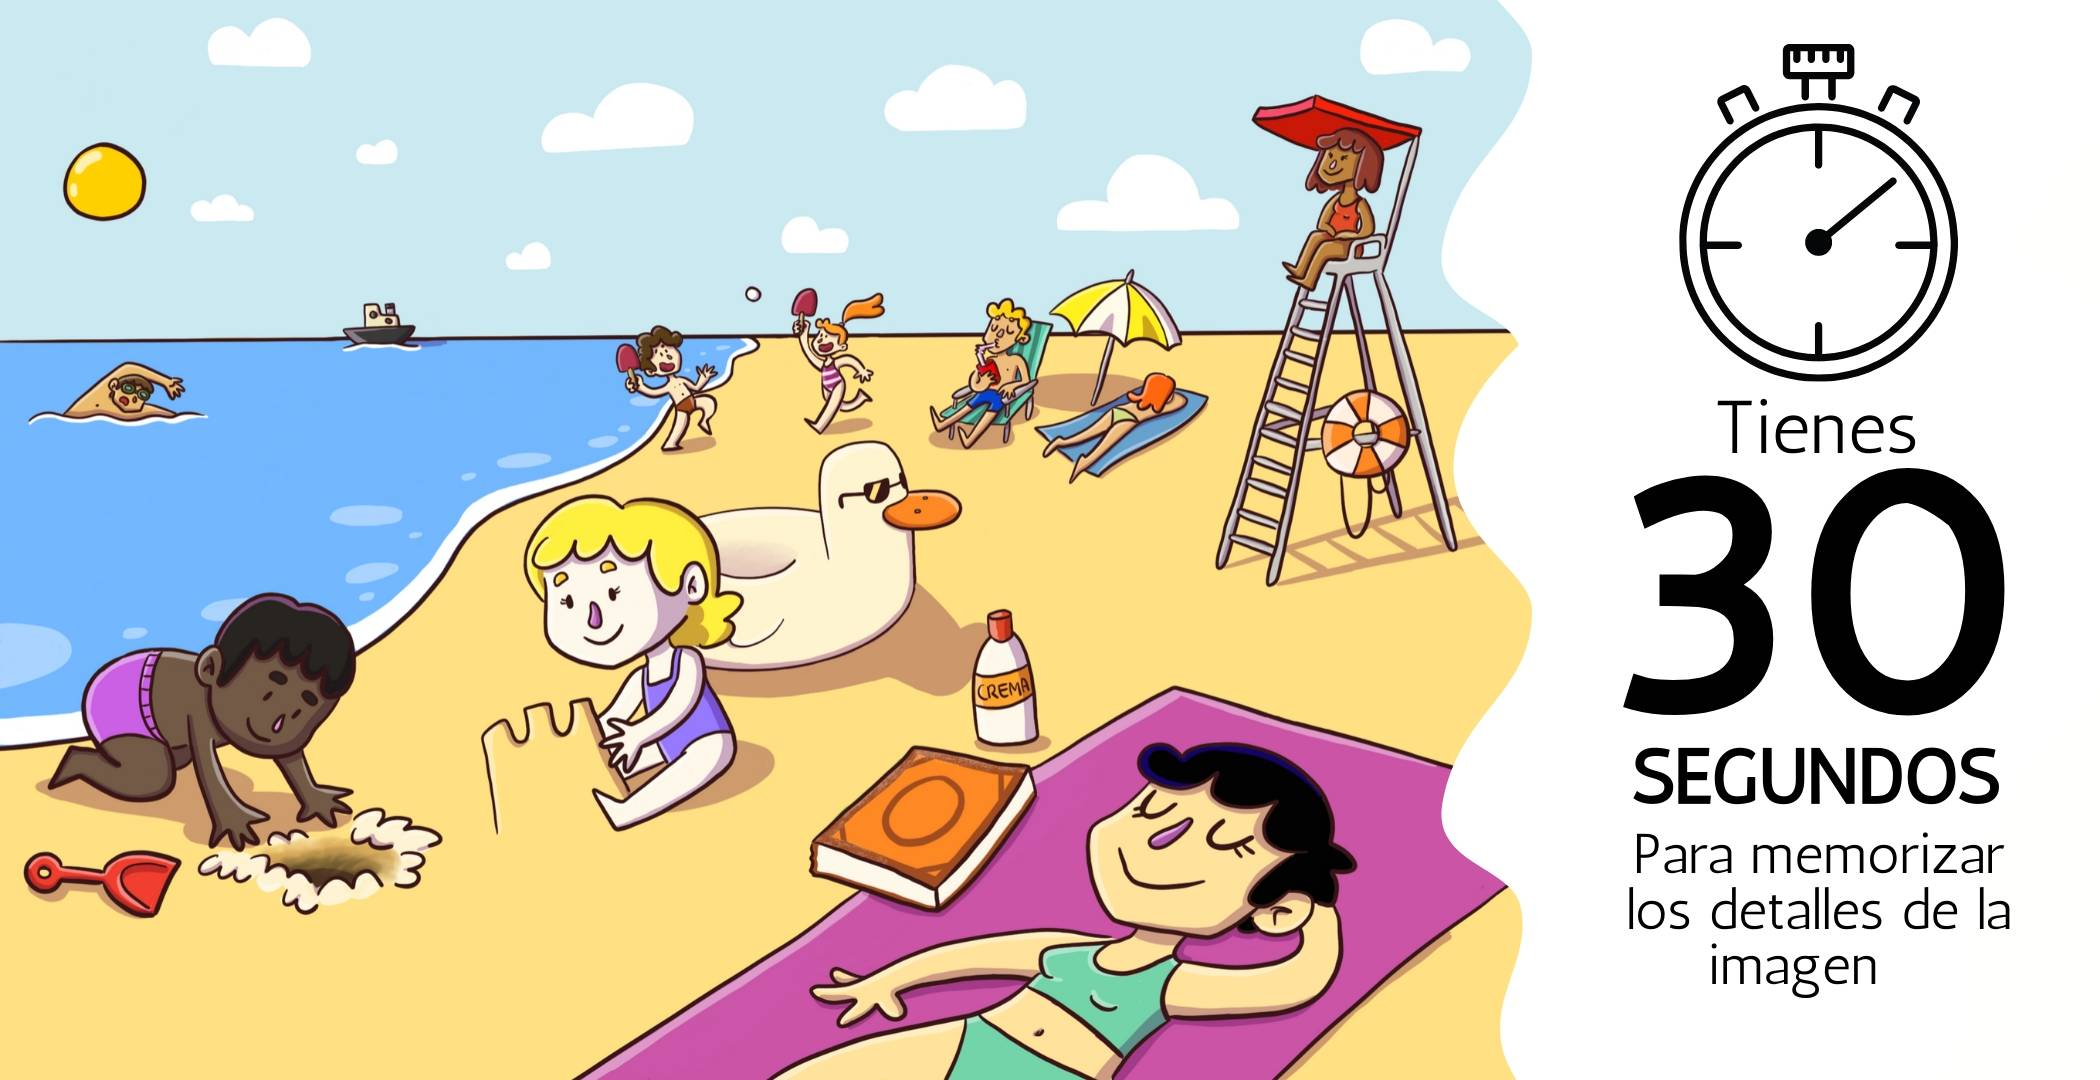 CREMA
Tienes
30
SEGUNDOS
Para memorizar
los detalles de la
imagen